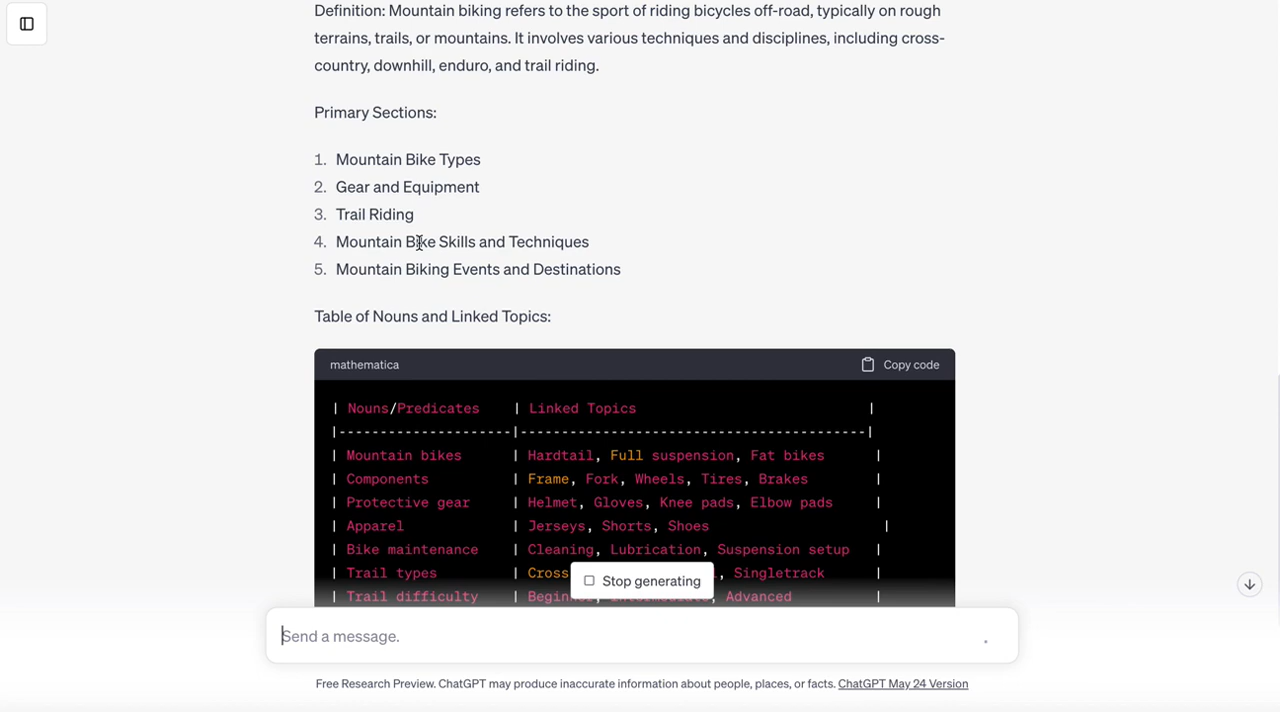 Definition: Mountain biking refers to the sport of riding bicycles off-road, typically on rough
terrains, trails, or mountains. It involves various techniques and disciplines, including cross-
country, downhill, enduro, and trail riding.
Primary Sections:
1. Mountain Bike Types
2. Gear and Equipment
3. Trail Riding
4. Mountain Bike Skills and Techniques
5. Mountain Biking Events and Destinations
Table of Nouns and Linked Topics:
mathematica Copy code
| Nouns/Predicates | Linked Topics |
|---------------------|-----------------------------------------|
| Mountain bikes | Hardtail, Full suspension, Fat bikes |
| Components | Frame, Fork, Wheels, Tires, Brakes |
| Protective gear | Helmet, Gloves, Knee pads, Elbow pads |
| Apparel | Jerseys, Shorts, Shoes |
| Bike maintenance | Cleaning, Lubrication, Suspension setup |
| Trail types | Cross , Singletrack |
Stop generating
| Trail difficulty | Beginner, Intermediate, Advanced |
Send a message.
Free Research Preview. ChatGPT may produce inaccurate information about people, places, or facts. ChatGPT May 24 Version